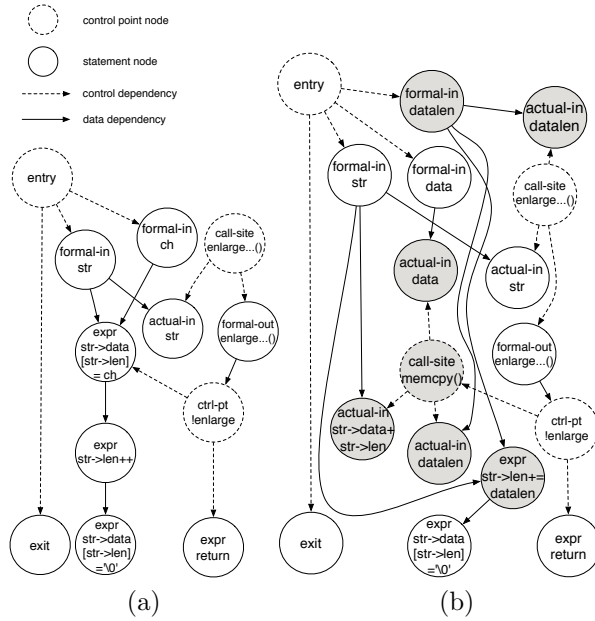 control point node
statement node
control dependency
data dependency
entry
formal-in
ch
formal-in
str
call-site
enlarge...()
actual-in
str
formal-out
enlarge...()
expr
str->data
[str->len]
= ch
ctrl-pt
!enlarge
expr
str->len++
exit
expr
str->data
[str->len]
='\0'
expr
return
(a)
entry
formal-in
datalen
actual-in
datalen
formal-in
str
formal-in
data
call-site
enlarge...()
actual-in
data
actual-in
str
formal-out
enlarge...()
call-site
memcpy()
actual-in
str->data+
str->len
actual-in
datalen
ctrl-pt
!enlarge
expr
str->len+=
datalen
exit
expr
str->data
[str->len]
='\0'
expr
return
(b)